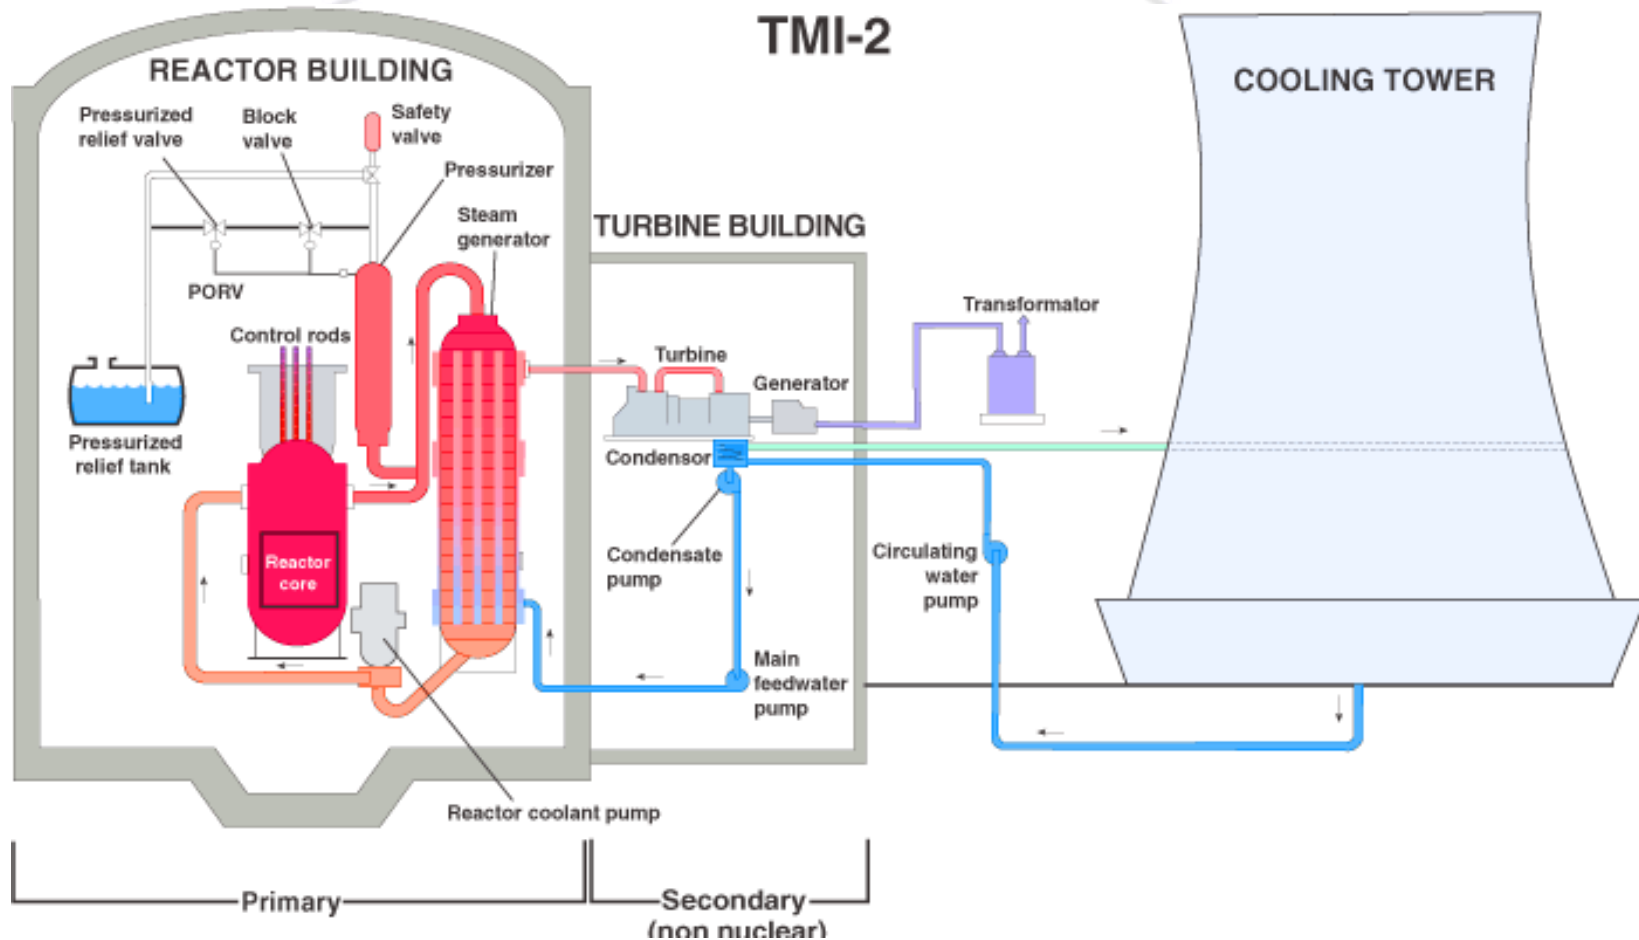 TMI-2
REACTOR BUILDING
COOLING TOWER
Pressurized
relief valve
Block
valve
Safety
valve
Pressurizer
Steam
generator
TURBINE BUILDING
PORV
Control rods
Transformator
Turbine
Generator
Pressurized
relief tank
Condensor
Reactor
core
Condensate
pump
Circulating
water
pump
Main
feedwater
pump
Reactor coolant pump
Primary
Secondary
(non nuclear)